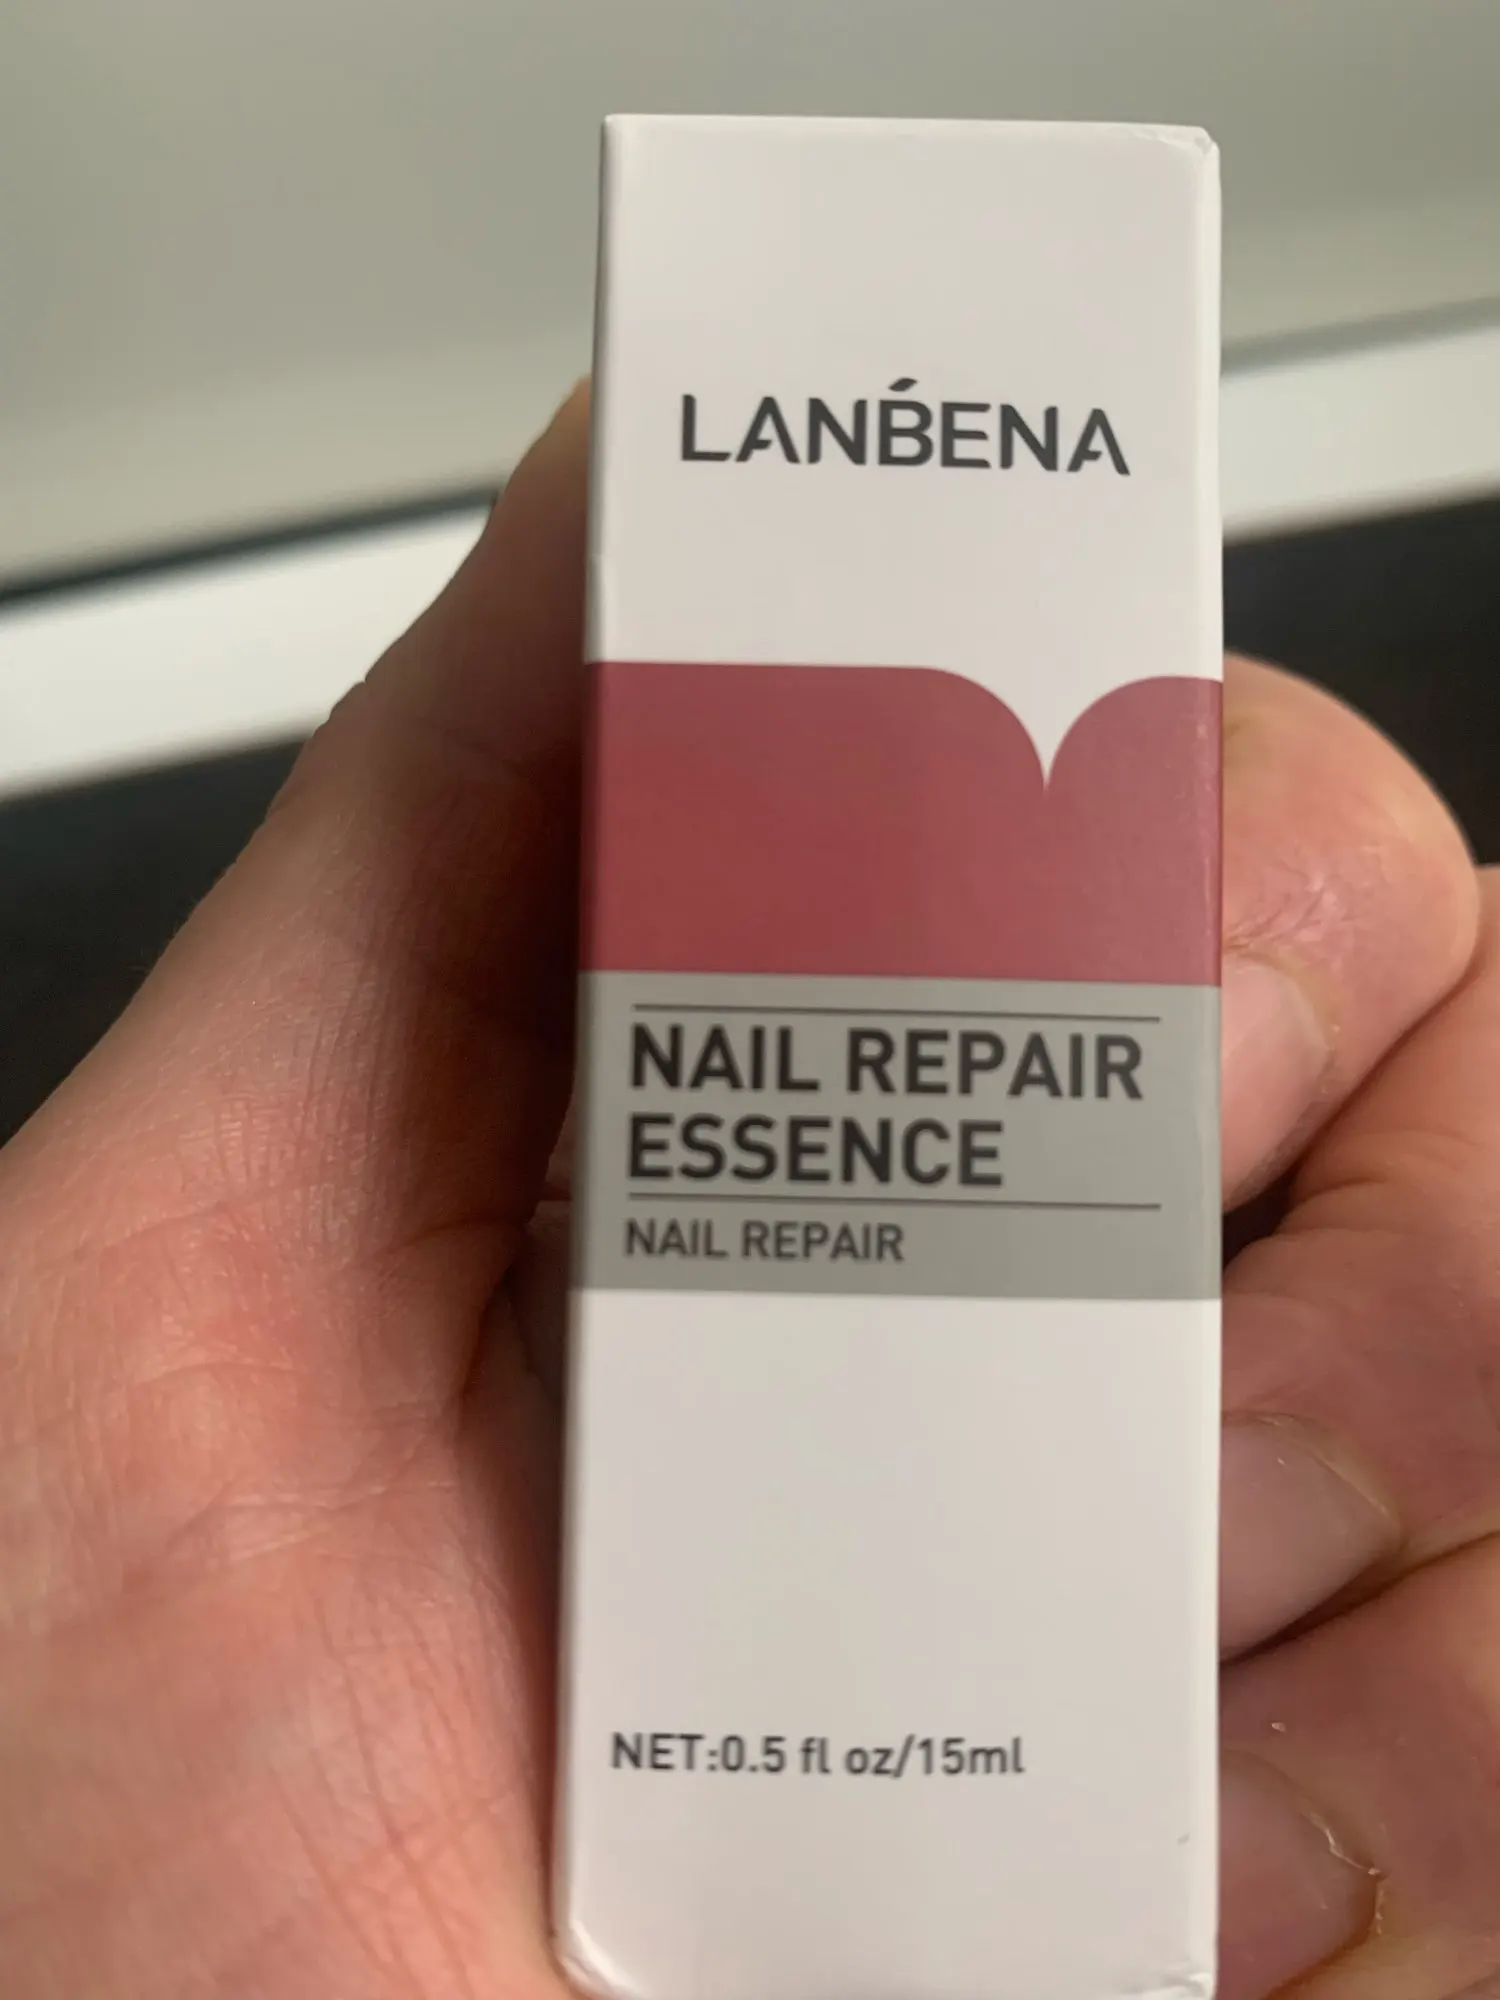 LANBENA
NAIL REPAIR
ESSENCE
NAIL REPAIR
NET:0.5 fl oz/15ml